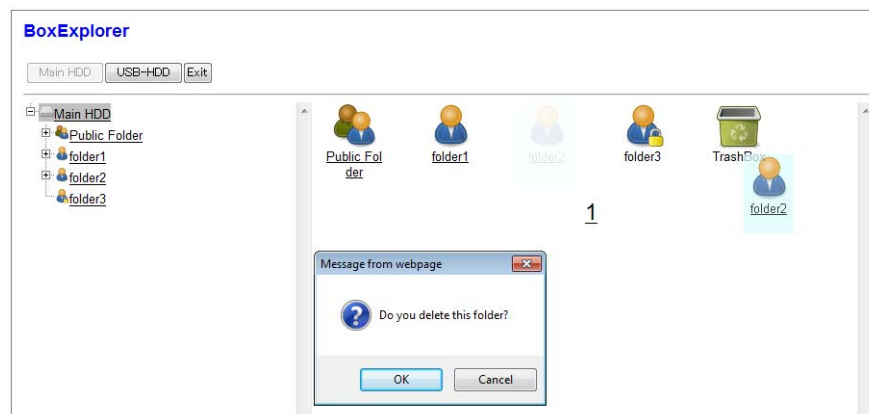 BoxExplorer
Main HDD USB-HDD Exit
Main HDD
Public Folder
folder1
folder2
folder3
Public Fol
der
folder1
folder2
folder3
TrashBox
folder2
1
Message from webpage
Do you delete this folder?
OK Cancel